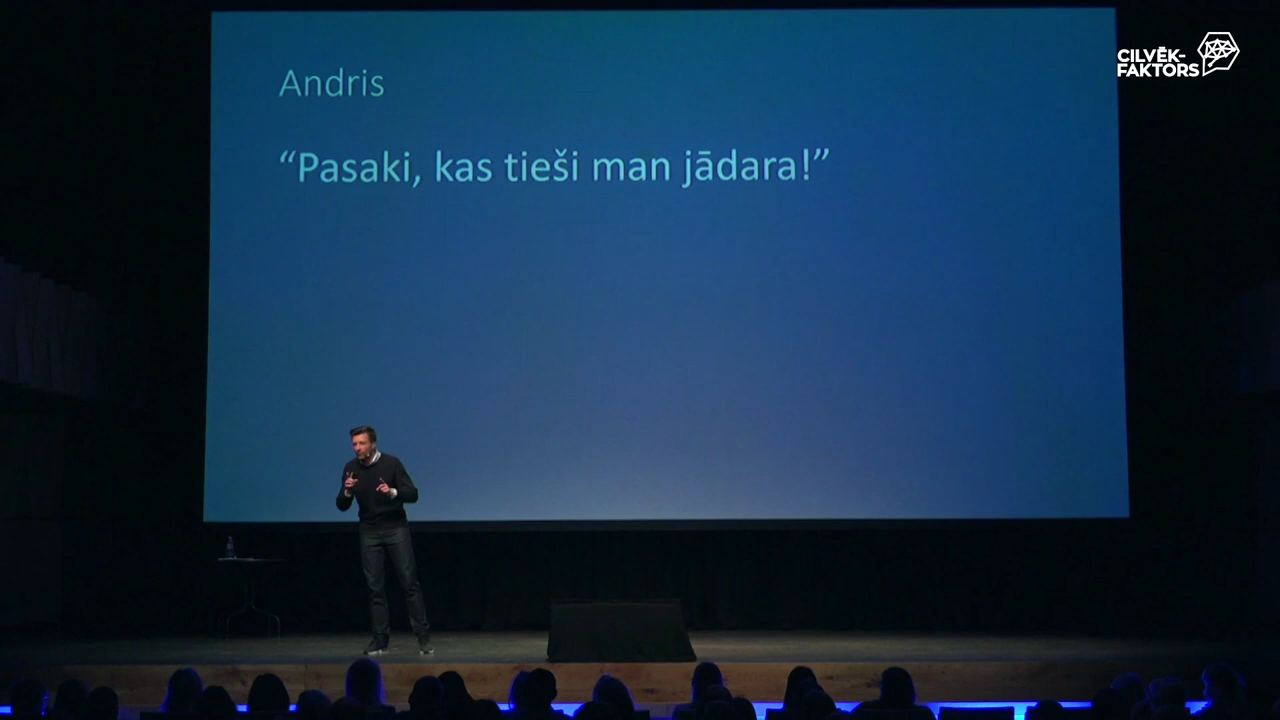 Andris
“Pasaki, kas tieši man jādara!”
CILVĒK-
FAKTORS